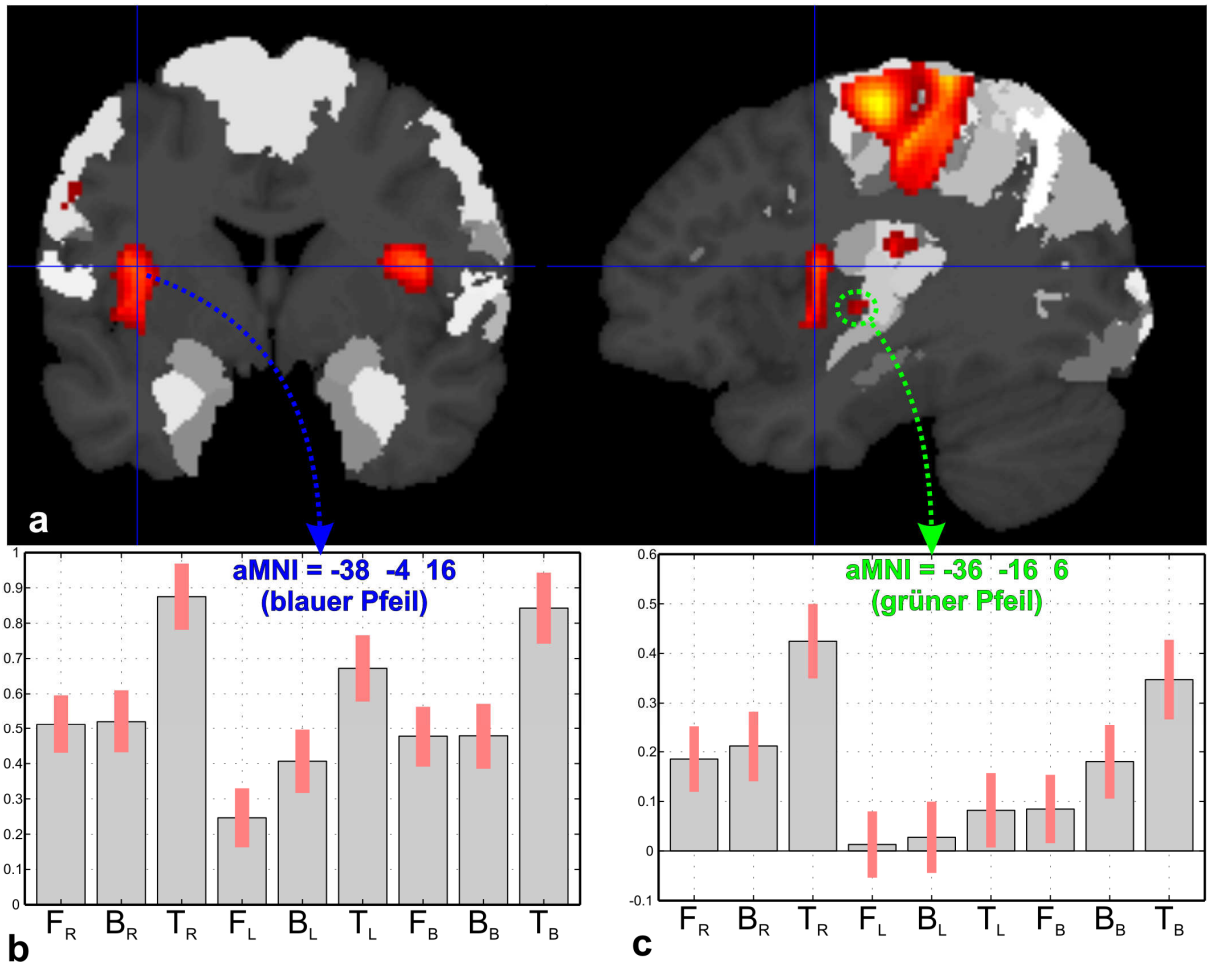 a
aMNI = -38 -4 16
(blauer Pfeil)
1
0.9
0.8
0.7
0.6
0.5
0.4
0.3
0.2
0.1
0
F_R B_R T_R F_L B_L T_L F_B B_B T_B
b
aMNI = -36 -16 6
(grüner Pfeil)
0.6
0.5
0.4
0.3
0.2
0.1
0
-0.1
F_R B_R T_R F_L B_L T_L F_B B_B T_B
c